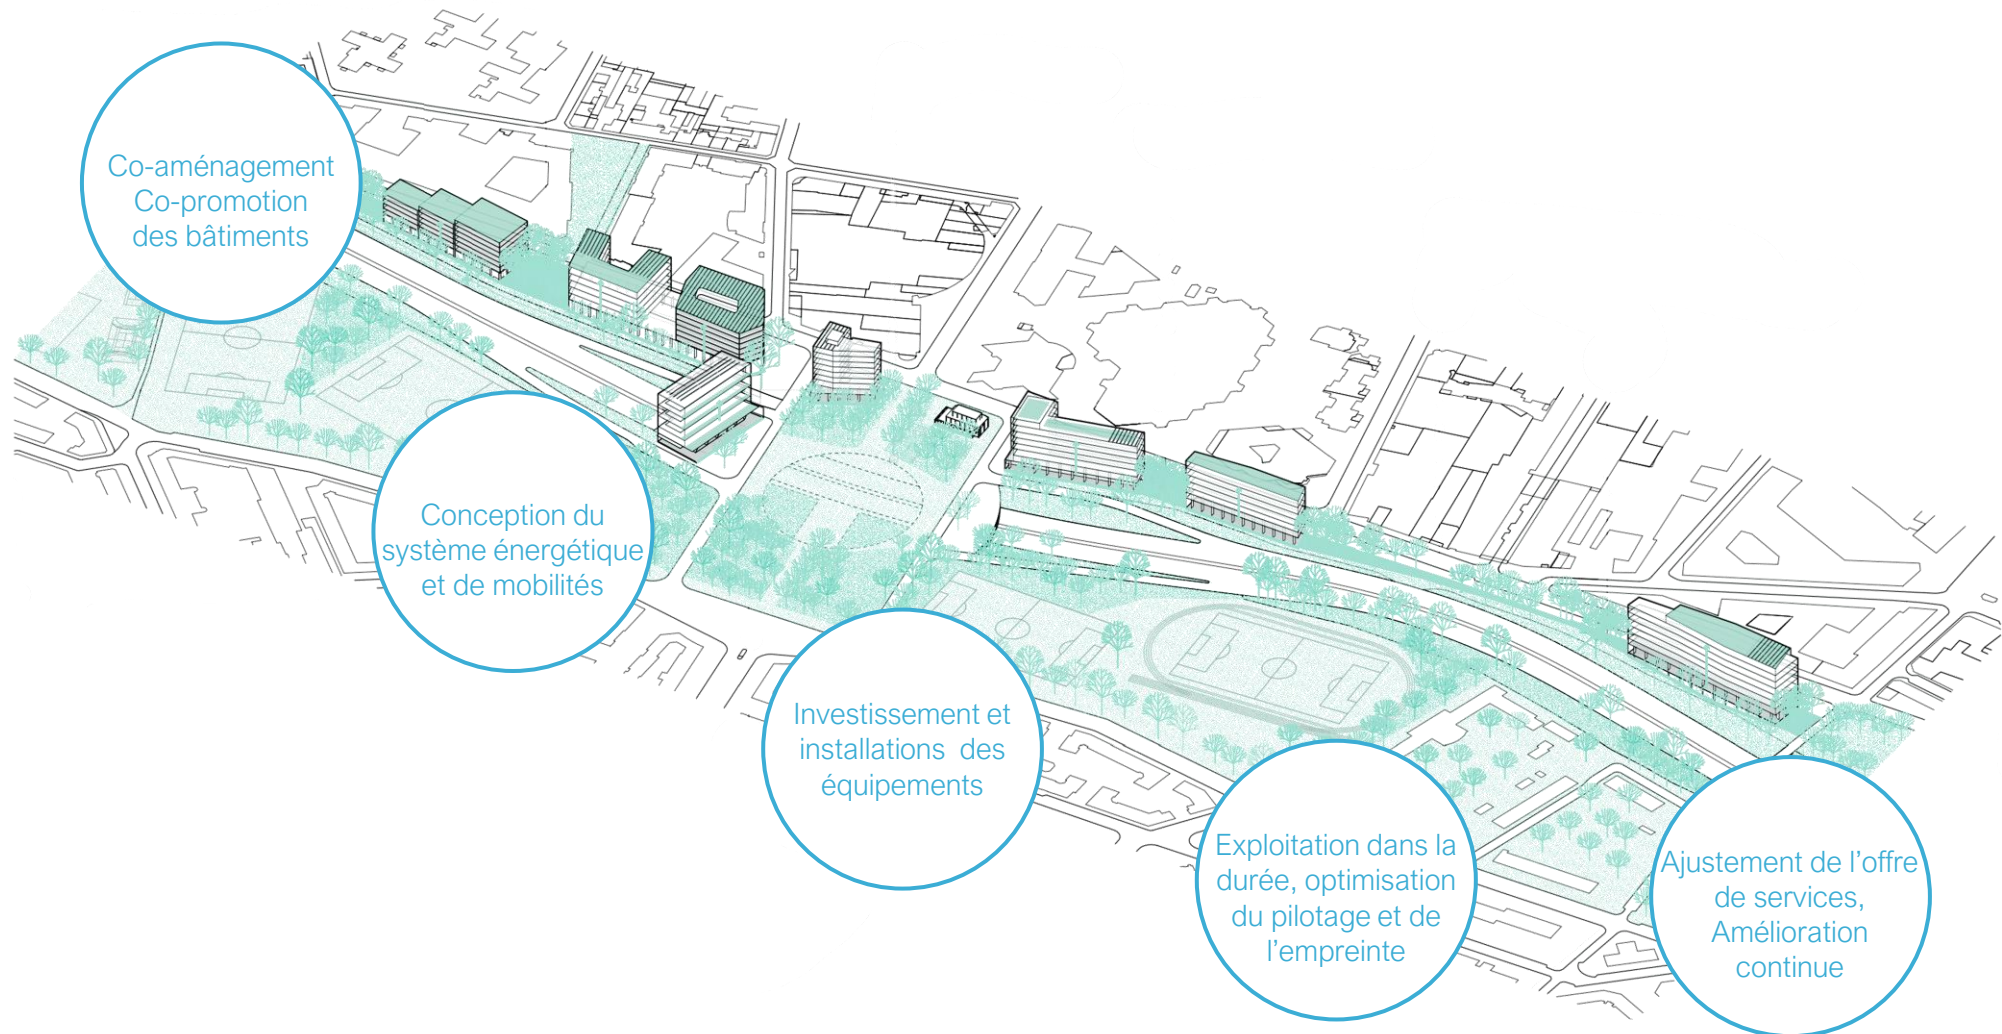 Co-aménagement
Co-promotion
des bâtiments
Conception du
système énergétique
et de mobilités
Investissement et
installations des
équipements
Exploitation dans la
durée, optimisation
du pilotage et de
l’empreinte
Ajustement de l’offre
de services,
Amélioration
continue